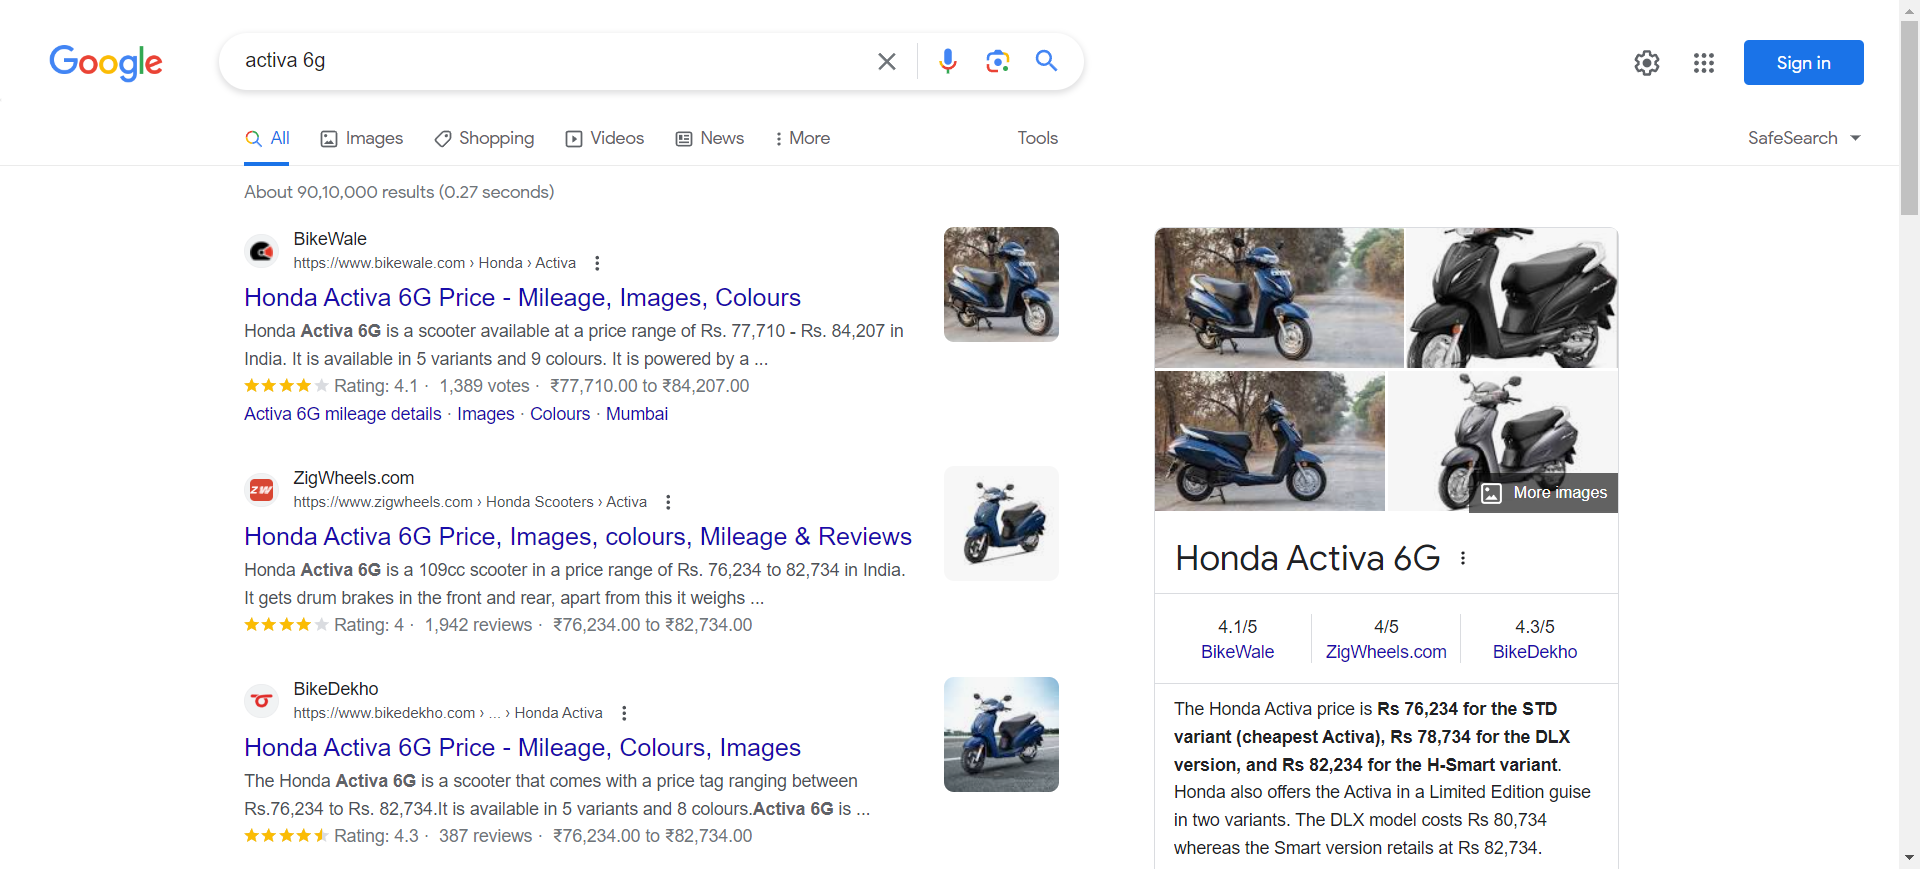 Google
activa 6g
Sign in
All
Images
Shopping
Videos
News
More
Tools
SafeSearch
About 90,10,000 results (0.27 seconds)
BikeWale
https://www.bikewale.com › Honda › Activa
Honda Activa 6G Price - Mileage, Images, Colours
Honda Activa 6G is a scooter available at a price range of Rs. 77,710 - Rs. 84,207 in
India. It is available in 5 variants and 9 colours. It is powered by a ...
Rating: 4.1 · 1,389 votes · ₹77,710.00 to ₹84,207.00
Activa 6G mileage details · Images · Colours · Mumbai
ZW
ZigWheels.com
https://www.zigwheels.com › Honda Scooters › Activa
Honda Activa 6G Price, Images, colours, Mileage & Reviews
Honda Activa 6G is a 109cc scooter in a price range of Rs. 76,234 to 82,734 in India.
It gets drum brakes in the front and rear, apart from this it weighs ...
Rating: 4 · 1,942 reviews · ₹76,234.00 to ₹82,734.00
BikeDekho
https://www.bikedekho.com › ... › Honda Activa
Honda Activa 6G Price - Mileage, Colours, Images
The Honda Activa 6G is a scooter that comes with a price tag ranging between
Rs.76,234 to Rs. 82,734.It is available in 5 variants and 8 colours.Activa 6G is ...
Rating: 4.3 · 387 reviews · ₹76,234.00 to ₹82,734.00
More images
Honda Activa 6G
4.1/5
BikeWale
4/5
ZigWheels.com
4.3/5
BikeDekho
The Honda Activa price is Rs 76,234 for the STD
variant (cheapest Activa), Rs 78,734 for the DLX
version, and Rs 82,234 for the H-Smart variant.
Honda also offers the Activa in a Limited Edition guise
in two variants. The DLX model costs Rs 80,734
whereas the Smart version retails at Rs 82,734.